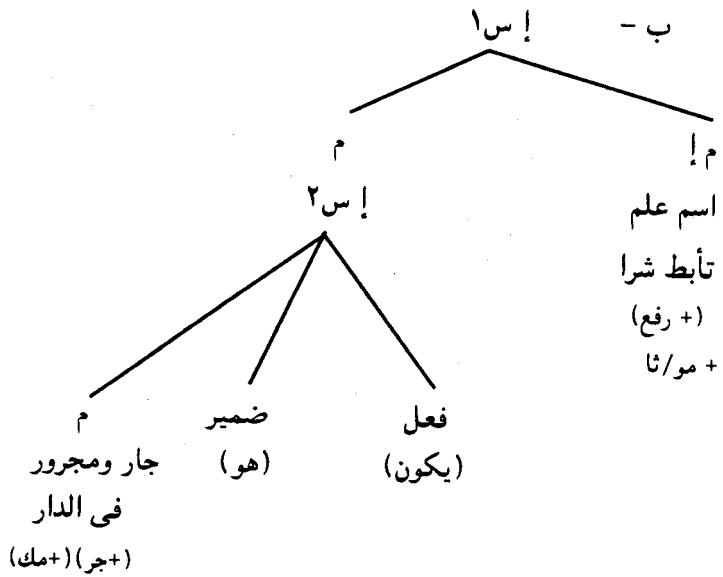 ب – إ س١
م إ م
اسم علم إ س٢
تأبط شرا
(+ رفع)
+ مو/ثا
فعل ضمير م
(يكون) (هو) جار ومجرور
فى الدار
(+جر)(+مك)